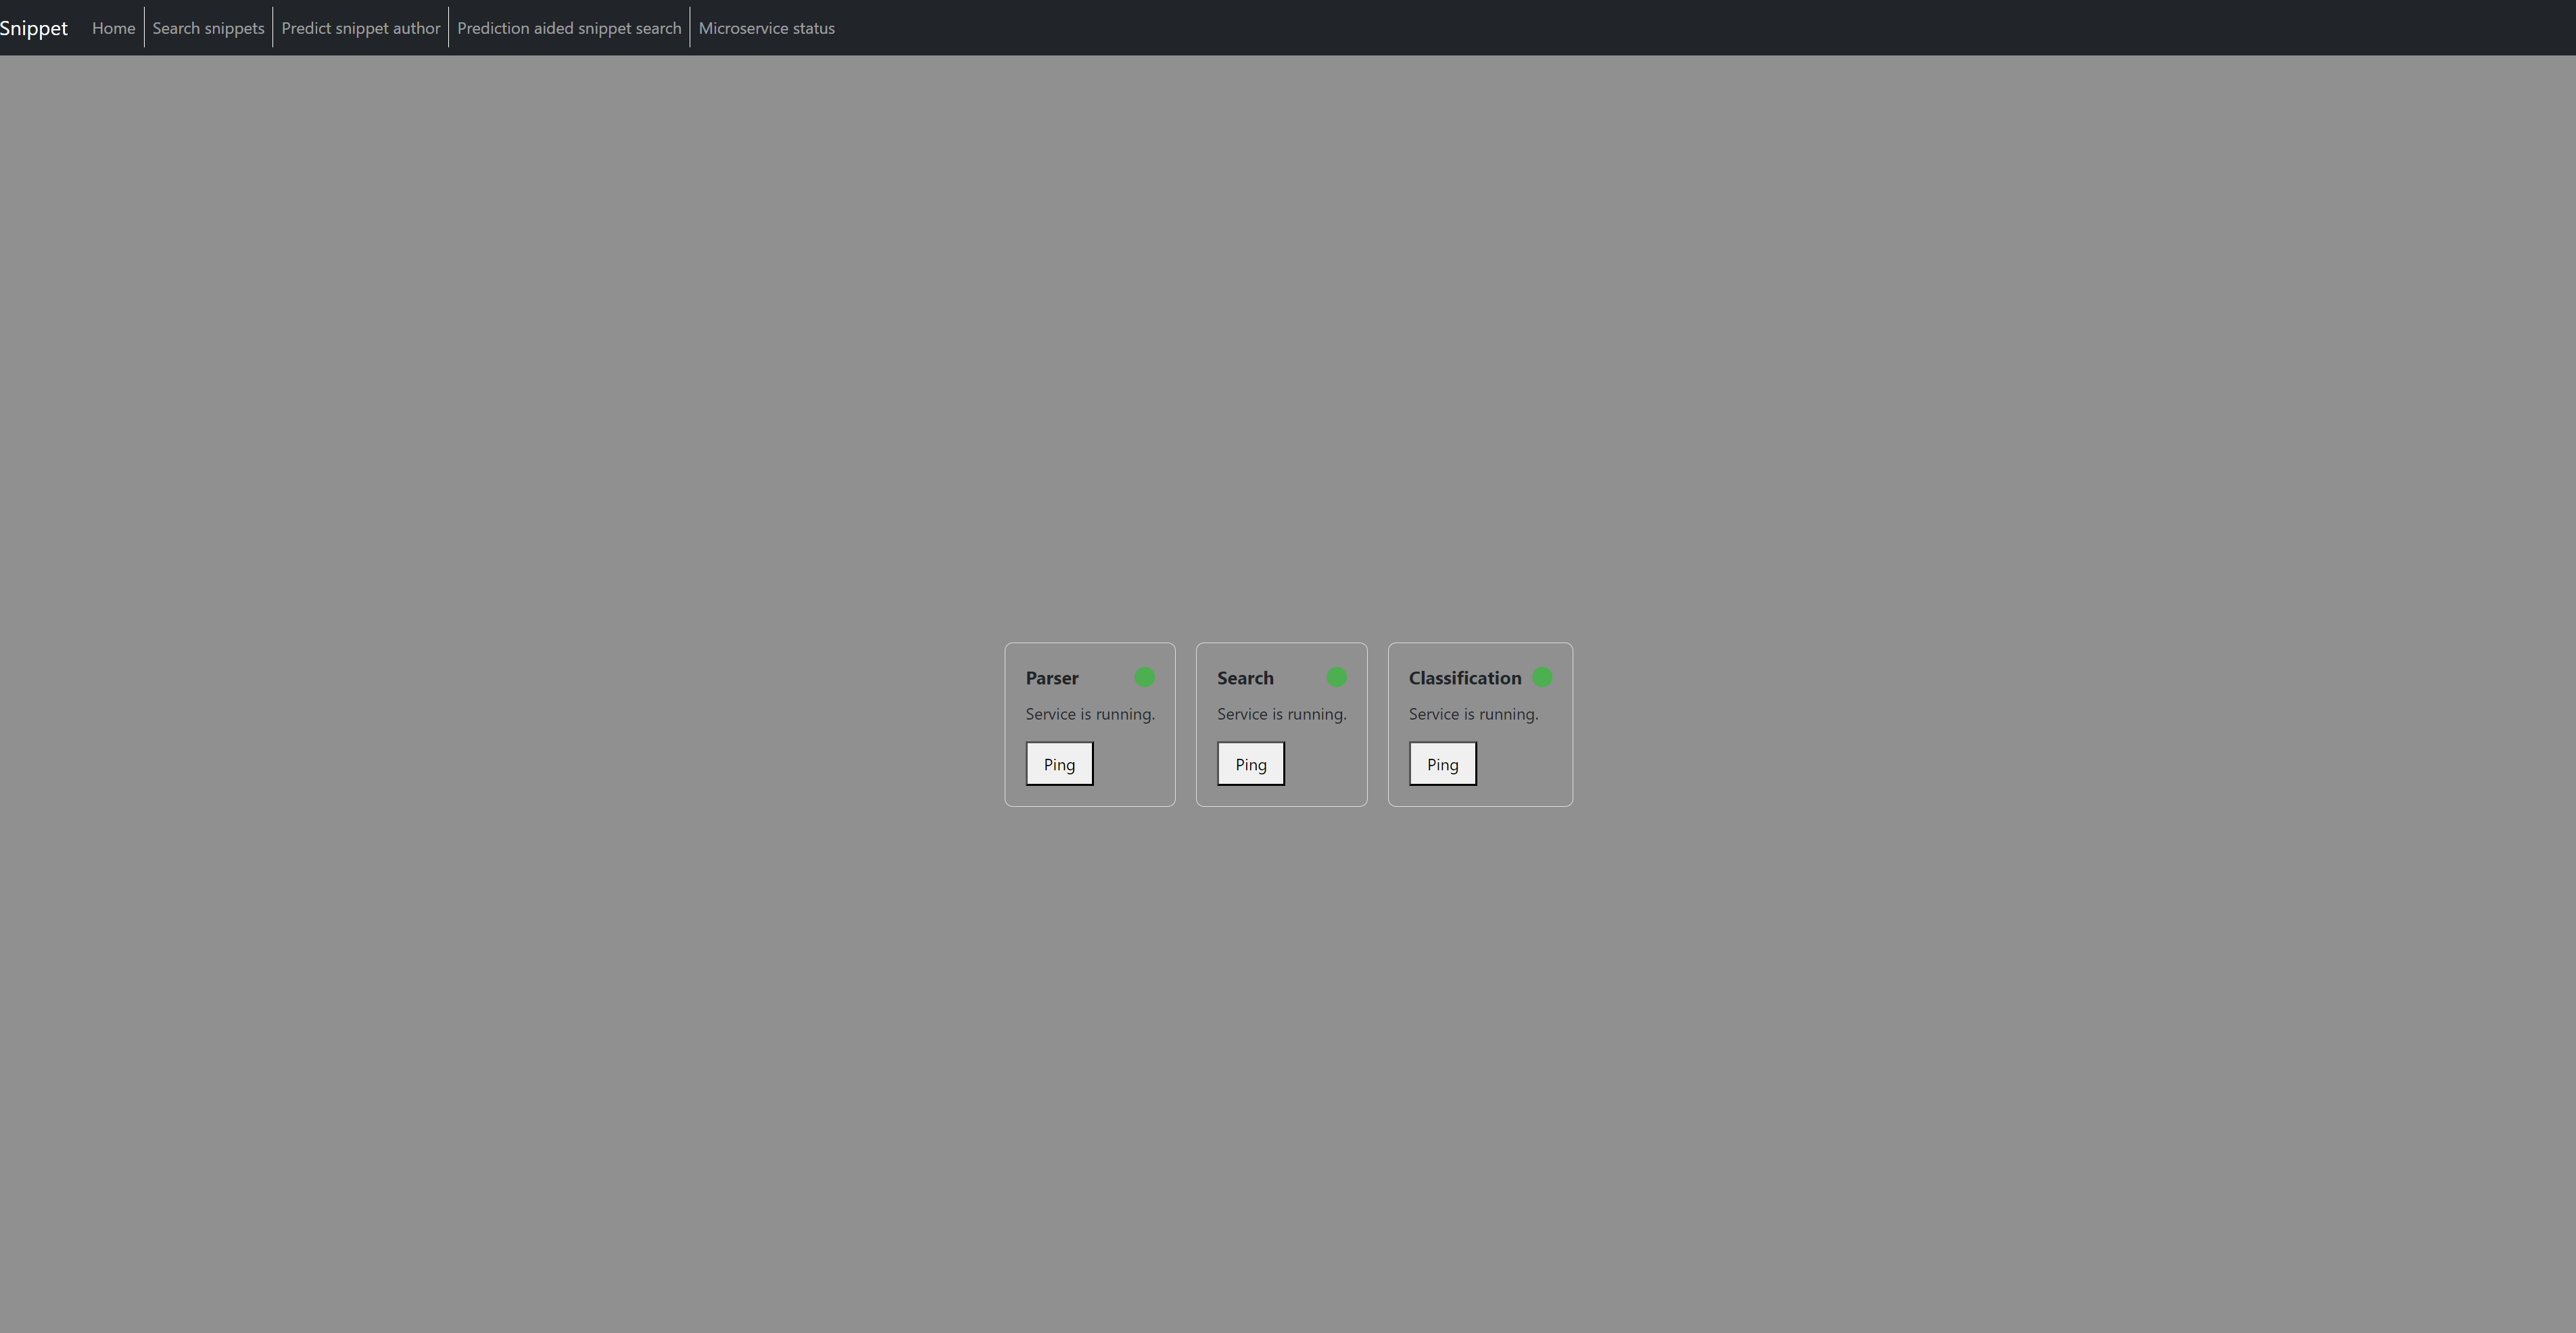 Snippet Home Search snippets Predict snippet author Prediction aided snippet search Microservice status
Parser
Service is running.
Ping
Search
Service is running.
Ping
Classification
Service is running.
Ping